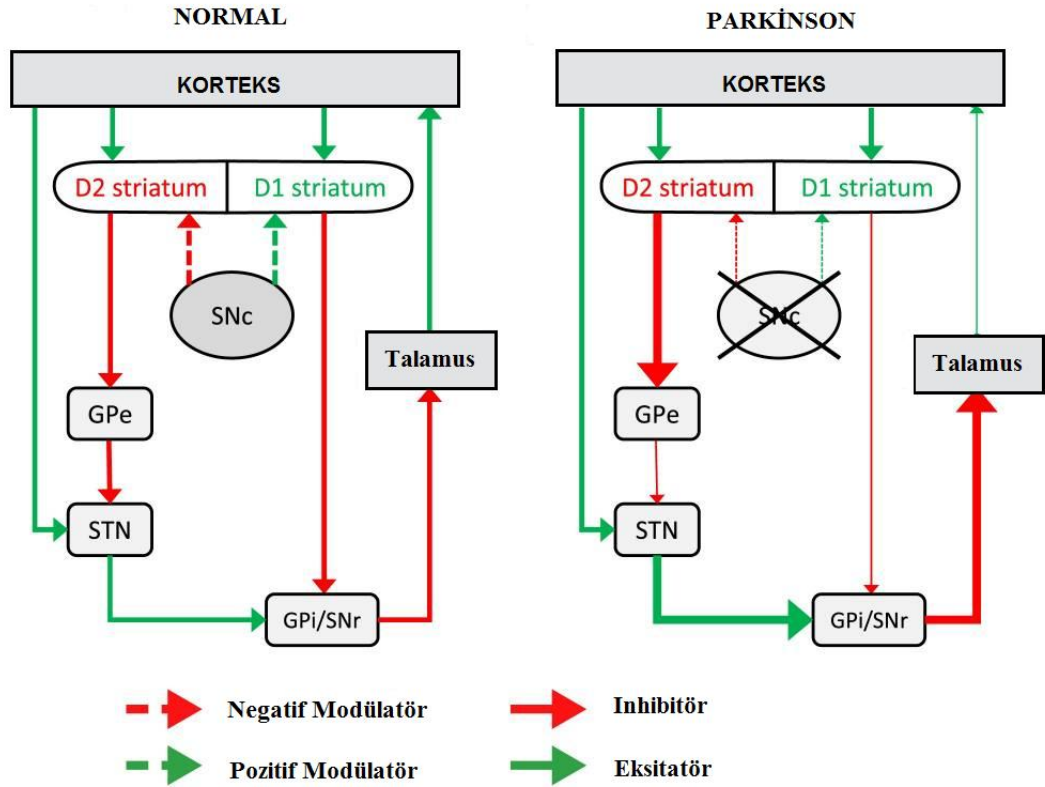 NORMAL
KORTEKS
D2 striatum
D1 striatum
SNc
Talamus
GPe
STN
GPi/SNr
PARKİNSON
KORTEKS
D2 striatum
D1 striatum
SNc
Talamus
GPe
STN
GPi/SNr
Negatif Modülatör
Inhibitör
Pozitif Modülatör
Eksitatör